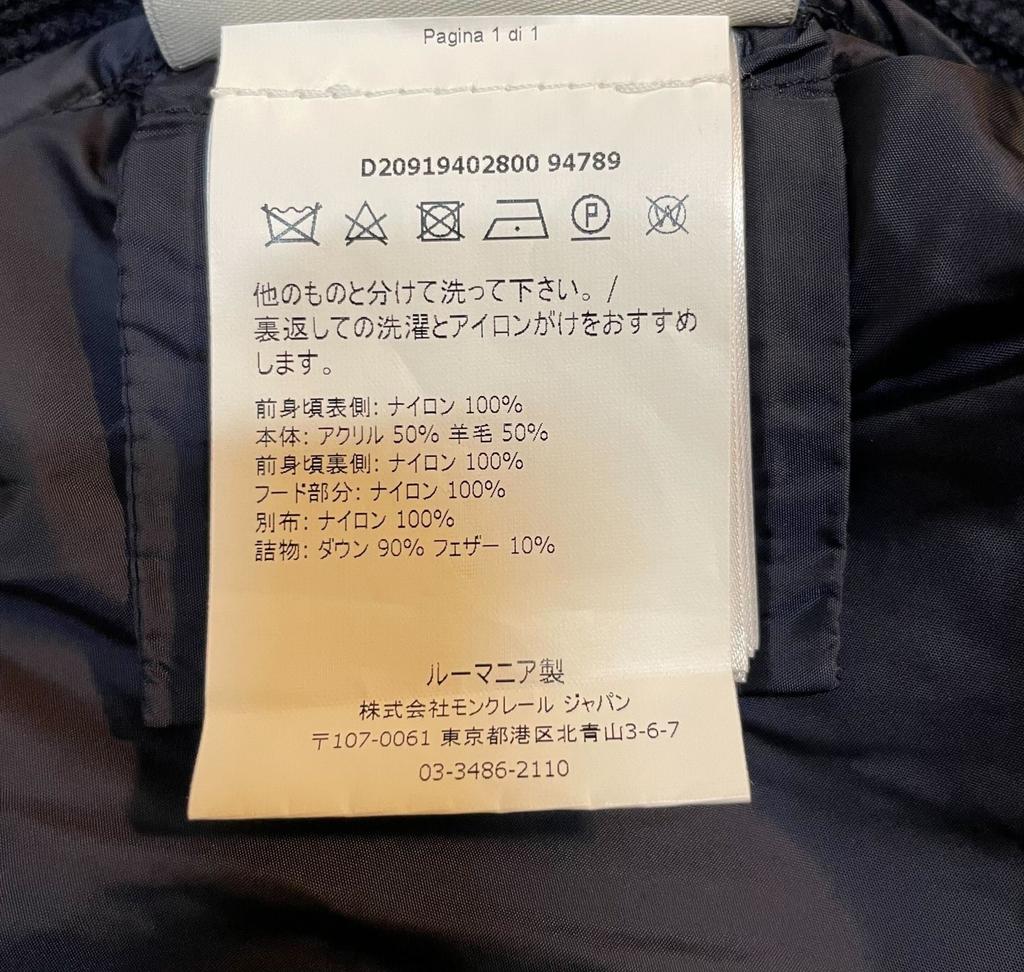 Pagina 1 di 1
D20919402800 94789
P W
他のものと分けて洗って下さい。/
裏返しての洗濯とアイロンがけをおすすめ
します。
前身頃表側: ナイロン 100%
本体: アクリル 50% 羊毛 50%
前身頃裏側: ナイロン 100%
フード部分: ナイロン 100%
別布: ナイロン 100%
詰物: ダウン 90% フェザー 10%
ルーマニア製
株式会社モンクレール ジャパン
〒107-0061 東京都港区北青山3-6-7
03-3486-2110